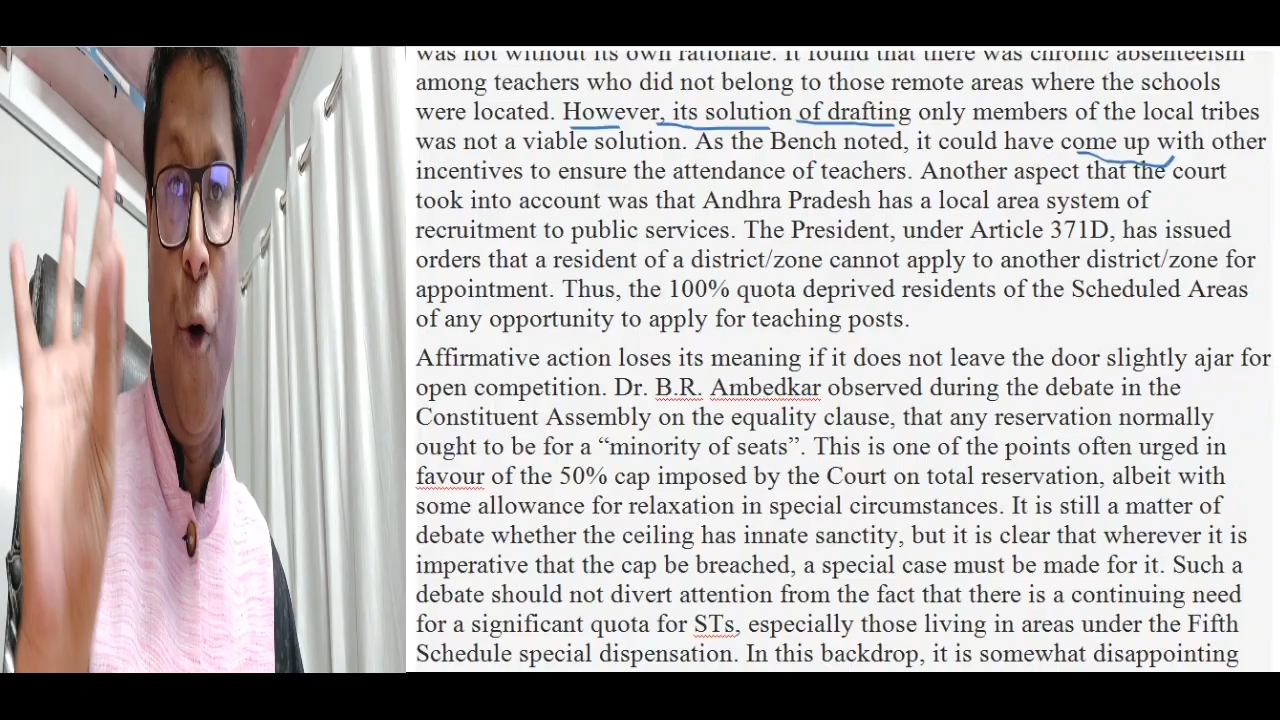 was not without its own rationale. It found that there was chronic absenteeism
among teachers who did not belong to those remote areas where the schools
were located. However, its solution of drafting only members of the local tribes
was not a viable solution. As the Bench noted, it could have come up with other
incentives to ensure the attendance of teachers. Another aspect that the court
took into account was that Andhra Pradesh has a local area system of
recruitment to public services. The President, under Article 371D, has issued
orders that a resident of a district/zone cannot apply to another district/zone for
appointment. Thus, the 100% quota deprived residents of the Scheduled Areas
of any opportunity to apply for teaching posts.
Affirmative action loses its meaning if it does not leave the door slightly ajar for
open competition. Dr. B.R. Ambedkar observed during the debate in the
Constituent Assembly on the equality clause, that any reservation normally
ought to be for a “minority of seats”. This is one of the points often urged in
favour of the 50% cap imposed by the Court on total reservation, albeit with
some allowance for relaxation in special circumstances. It is still a matter of
debate whether the ceiling has innate sanctity, but it is clear that wherever it is
imperative that the cap be breached, a special case must be made for it. Such a
debate should not divert attention from the fact that there is a continuing need
for a significant quota for STs, especially those living in areas under the Fifth
Schedule special dispensation. In this backdrop, it is somewhat disappointing